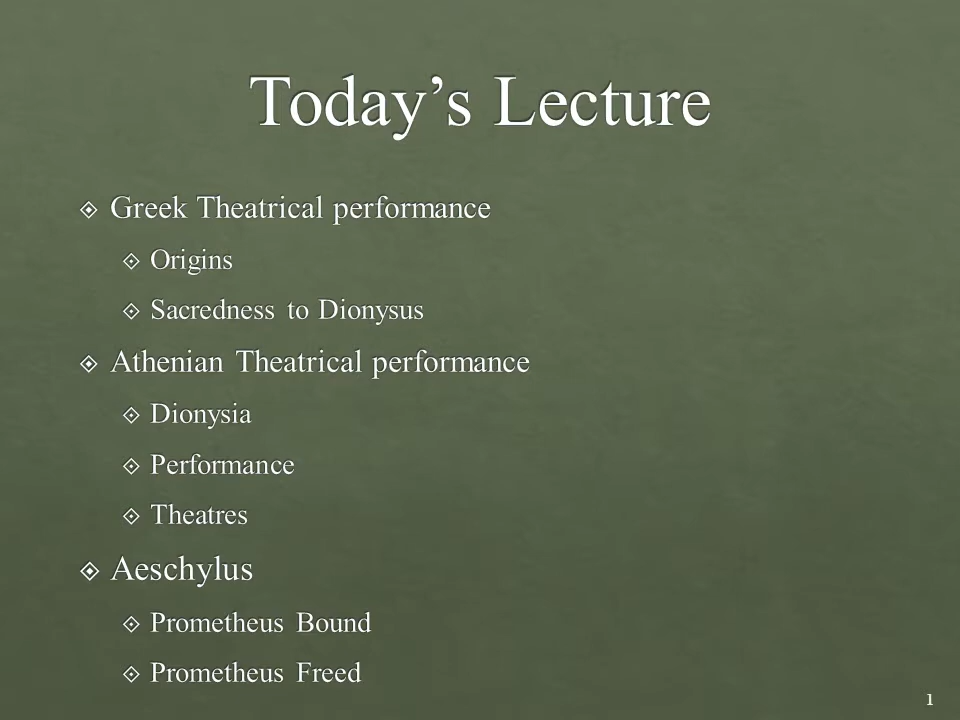 Today’s Lecture
Greek Theatrical performance
Origins
Sacredness to Dionysus
Athenian Theatrical performance
Dionysia
Performance
Theatres
Aeschylus
Prometheus Bound
Prometheus Freed
1